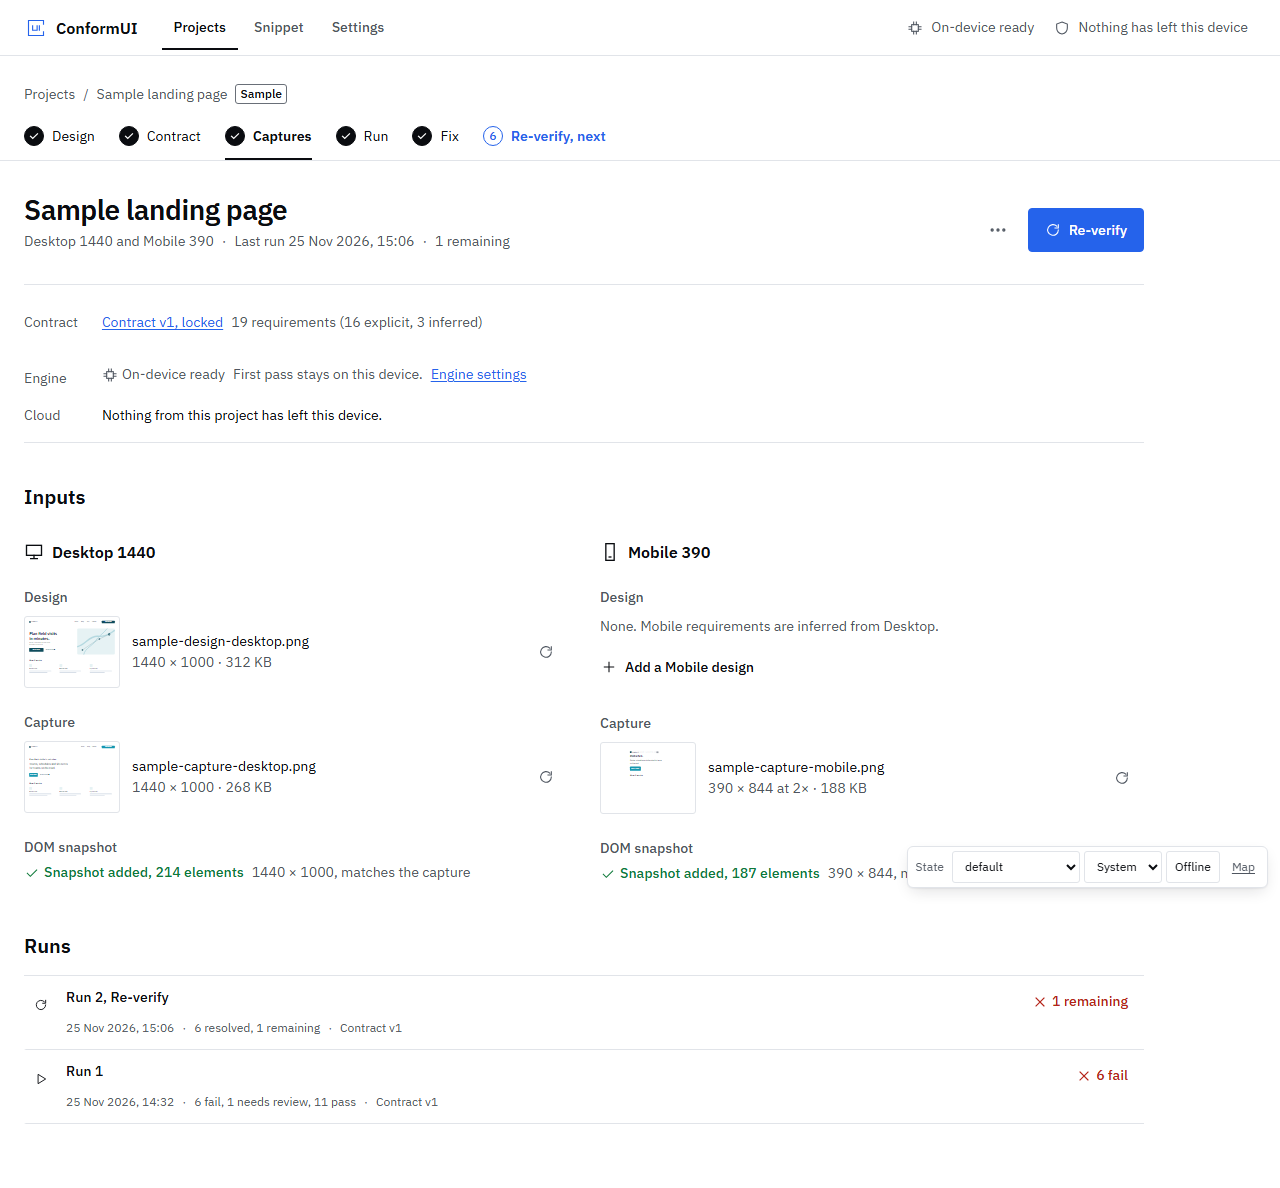 ConformUI
Projects
Snippet
Settings
On-device ready
Nothing has left this device
Projects / Sample landing page Sample
Design
Contract
Captures
Run
Fix
6 Re-verify, next
Sample landing page
Desktop 1440 and Mobile 390 · Last run 25 Nov 2026, 15:06 · 1 remaining
Re-verify
Contract Contract v1, locked 19 requirements (16 explicit, 3 inferred)
Engine On-device ready First pass stays on this device. Engine settings
Cloud Nothing from this project has left this device.
Inputs
Desktop 1440
Design
Plan field visits
in minutes.
sample-design-desktop.png
1440 × 1000 · 312 KB
Capture
sample-capture-desktop.png
1440 × 1000 · 268 KB
DOM snapshot
Snapshot added, 214 elements 1440 × 1000, matches the capture
Mobile 390
Design
None. Mobile requirements are inferred from Desktop.
Add a Mobile design
Capture
sample-capture-mobile.png
390 × 844 at 2× · 188 KB
DOM snapshot
Snapshot added, 187 elements 390 × 844,
State default System Offline Map
Runs
Run 2, Re-verify
1 remaining
25 Nov 2026, 15:06 · 6 resolved, 1 remaining · Contract v1
Run 1
6 fail
25 Nov 2026, 14:32 · 6 fail, 1 needs review, 11 pass · Contract v1